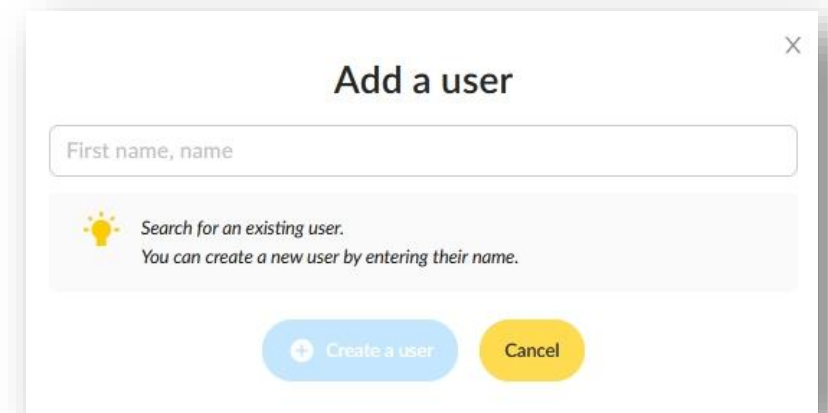 Add a user
First name, name
Search for an existing user.
You can create a new user by entering their name.
Create a user
Cancel